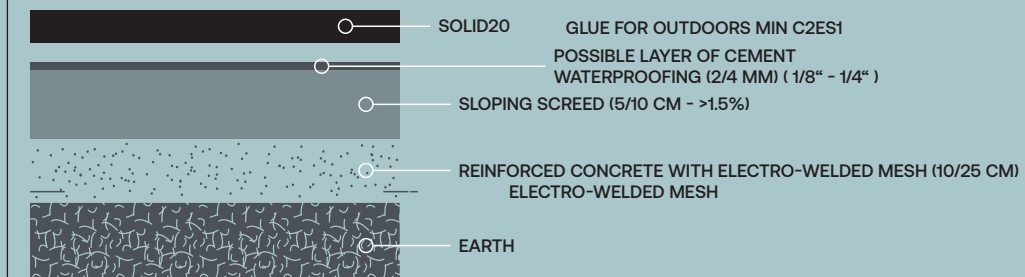 SOLID20 GLUE FOR OUTDOORS MIN C2ES1
POSSIBLE LAYER OF CEMENT
WATERPROOFING (2/4 MM) ( 1/8“ - 1/4“ )
SLOPING SCREED (5/10 CM - >1.5%)
REINFORCED CONCRETE WITH ELECTRO-WELDED MESH (10/25 CM)
ELECTRO-WELDED MESH
EARTH